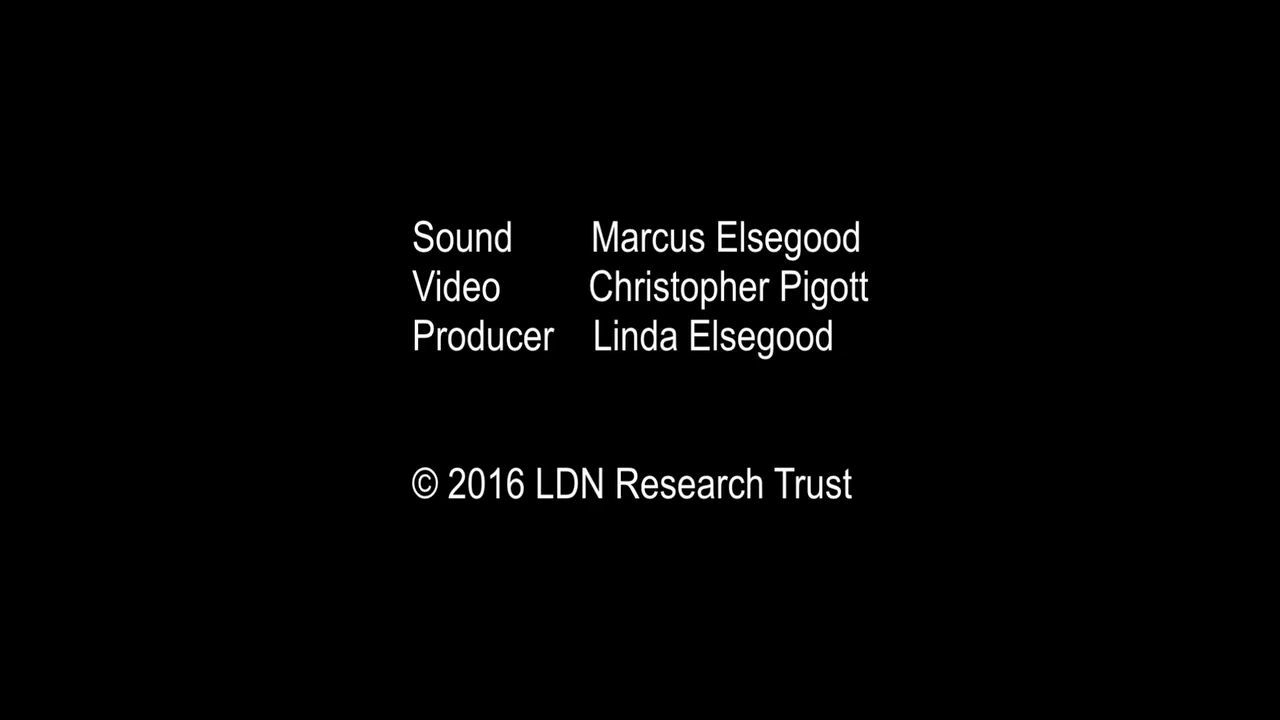 Sound Marcus Elsegood
Video Christopher Pigott
Producer Linda Elsegood
© 2016 LDN Research Trust